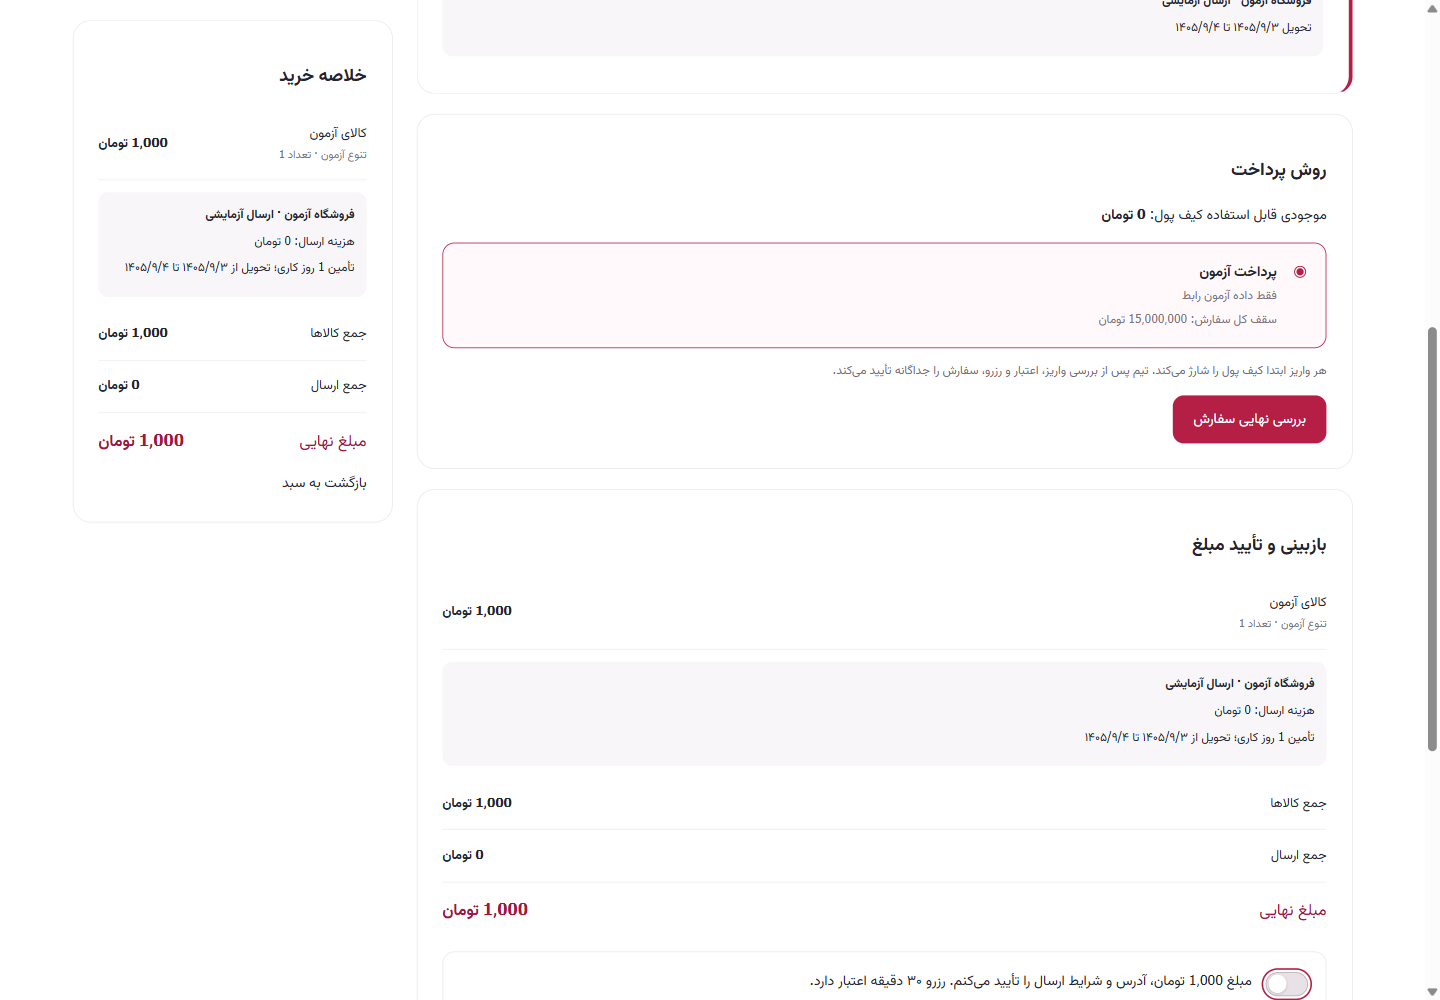 فروشگاه آزمون · ارسال آزمایشی
تحویل ۱۴۰۵/۹/۳ تا ۱۴۰۵/۹/۴
روش پرداخت
موجودی قابل استفاده کیف پول: 0 تومان
پرداخت آزمون
فقط داده آزمون رابط
سقف کل سفارش: 15,000,000 تومان
هر واریز ابتدا کیف پول را شارژ می‌کند. تیم پس از بررسی واریز، اعتبار و رزرو، سفارش را جداگانه تأیید می‌کند.
بررسی نهایی سفارش
بازبینی و تأیید مبلغ
کالای آزمون
تنوع آزمون · تعداد 1
1,000 تومان
فروشگاه آزمون · ارسال آزمایشی
هزینه ارسال: 0 تومان
تأمین 1 روز کاری؛ تحویل از ۱۴۰۵/۹/۳ تا ۱۴۰۵/۹/۴
جمع کالاها 1,000 تومان
جمع ارسال 0 تومان
مبلغ نهایی 1,000 تومان
مبلغ 1,000 تومان، آدرس و شرایط ارسال را تأیید می‌کنم. رزرو ۳۰ دقیقه اعتبار دارد.
خلاصه خرید
کالای آزمون
تنوع آزمون · تعداد 1
1,000 تومان
فروشگاه آزمون · ارسال آزمایشی
هزینه ارسال: 0 تومان
تأمین 1 روز کاری؛ تحویل از ۱۴۰۵/۹/۳ تا ۱۴۰۵/۹/۴
جمع کالاها 1,000 تومان
جمع ارسال 0 تومان
مبلغ نهایی 1,000 تومان
بازگشت به سبد